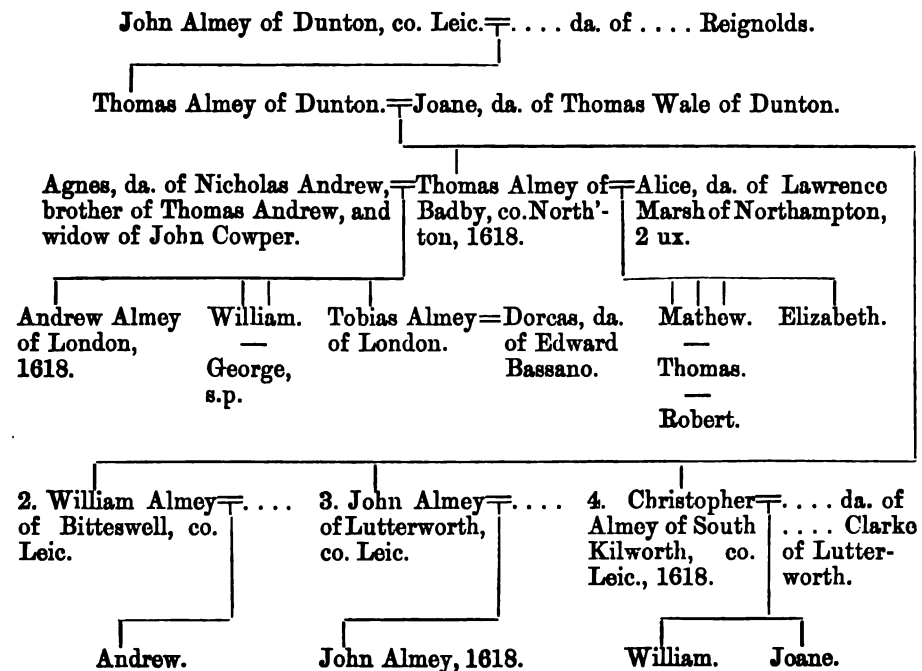 John Almey of Dunton, co. Leic.=.... da. of .... Reignolds.
Thomas Almey of Dunton.=Joane, da. of Thomas Wale of Dunton.
Agnes, da. of Nicholas Andrew,=
brother of Thomas Andrew, and
widow of John Cowper.
Thomas Almey of=
Badby, co. North'-
ton, 1618.
Alice, da. of Lawrence
Marsh of Northampton,
2 ux.
Andrew Almey
of London,
1618.
William.
—
George,
s.p.
Tobias Almey=
of London.
Dorcas, da.
of Edward
Bassano.
Mathew.
—
Thomas.
—
Robert.
Elizabeth.
2. William Almey=....
of Bitteswell, co.
Leic.
3. John Almey=....
of Lutterworth,
co. Leic.
4. Christopher=
Almey of South
Kilworth, co.
Leic., 1618.
.... da. of
.... Clarke
of Lutter-
worth.
Andrew.
John Almey, 1618.
William.
Joane.